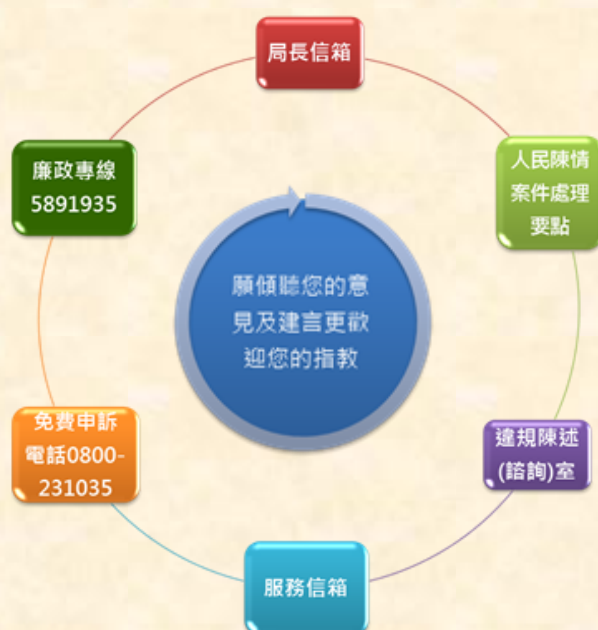 局長信箱
人民陳情
案件處理
要點
違規陳述
(諮詢)室
服務信箱
免費申訴
電話0800-
231035
廉政專線
5891935
願傾聽您的意
見及建言更歡
迎您的指教